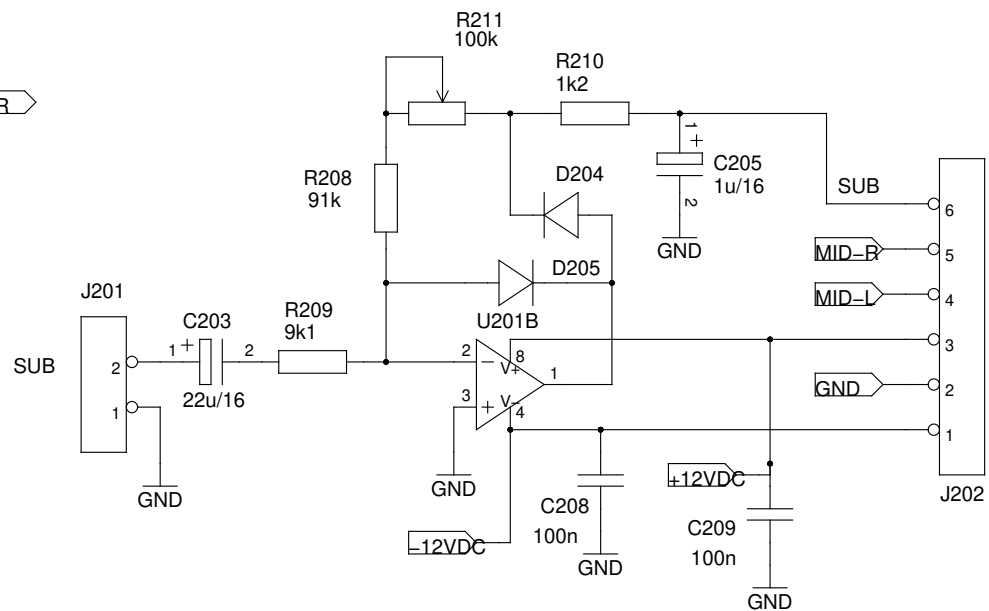 R211
100k
R210
1k2
R
R208
91k
D204
1
+
C205
1u/16
2
GND
SUB
6
MID-R
5
MID-L
4
3
GND
2
1
J202
D205
J201
SUB
2
1
GND
C203
1
+
2
22u/16
R209
9k1
U201B
2
-
8
V+
1
3
+
V-
4
GND
-12VDC
C208
100n
GND
+12VDC
C209
100n
GND